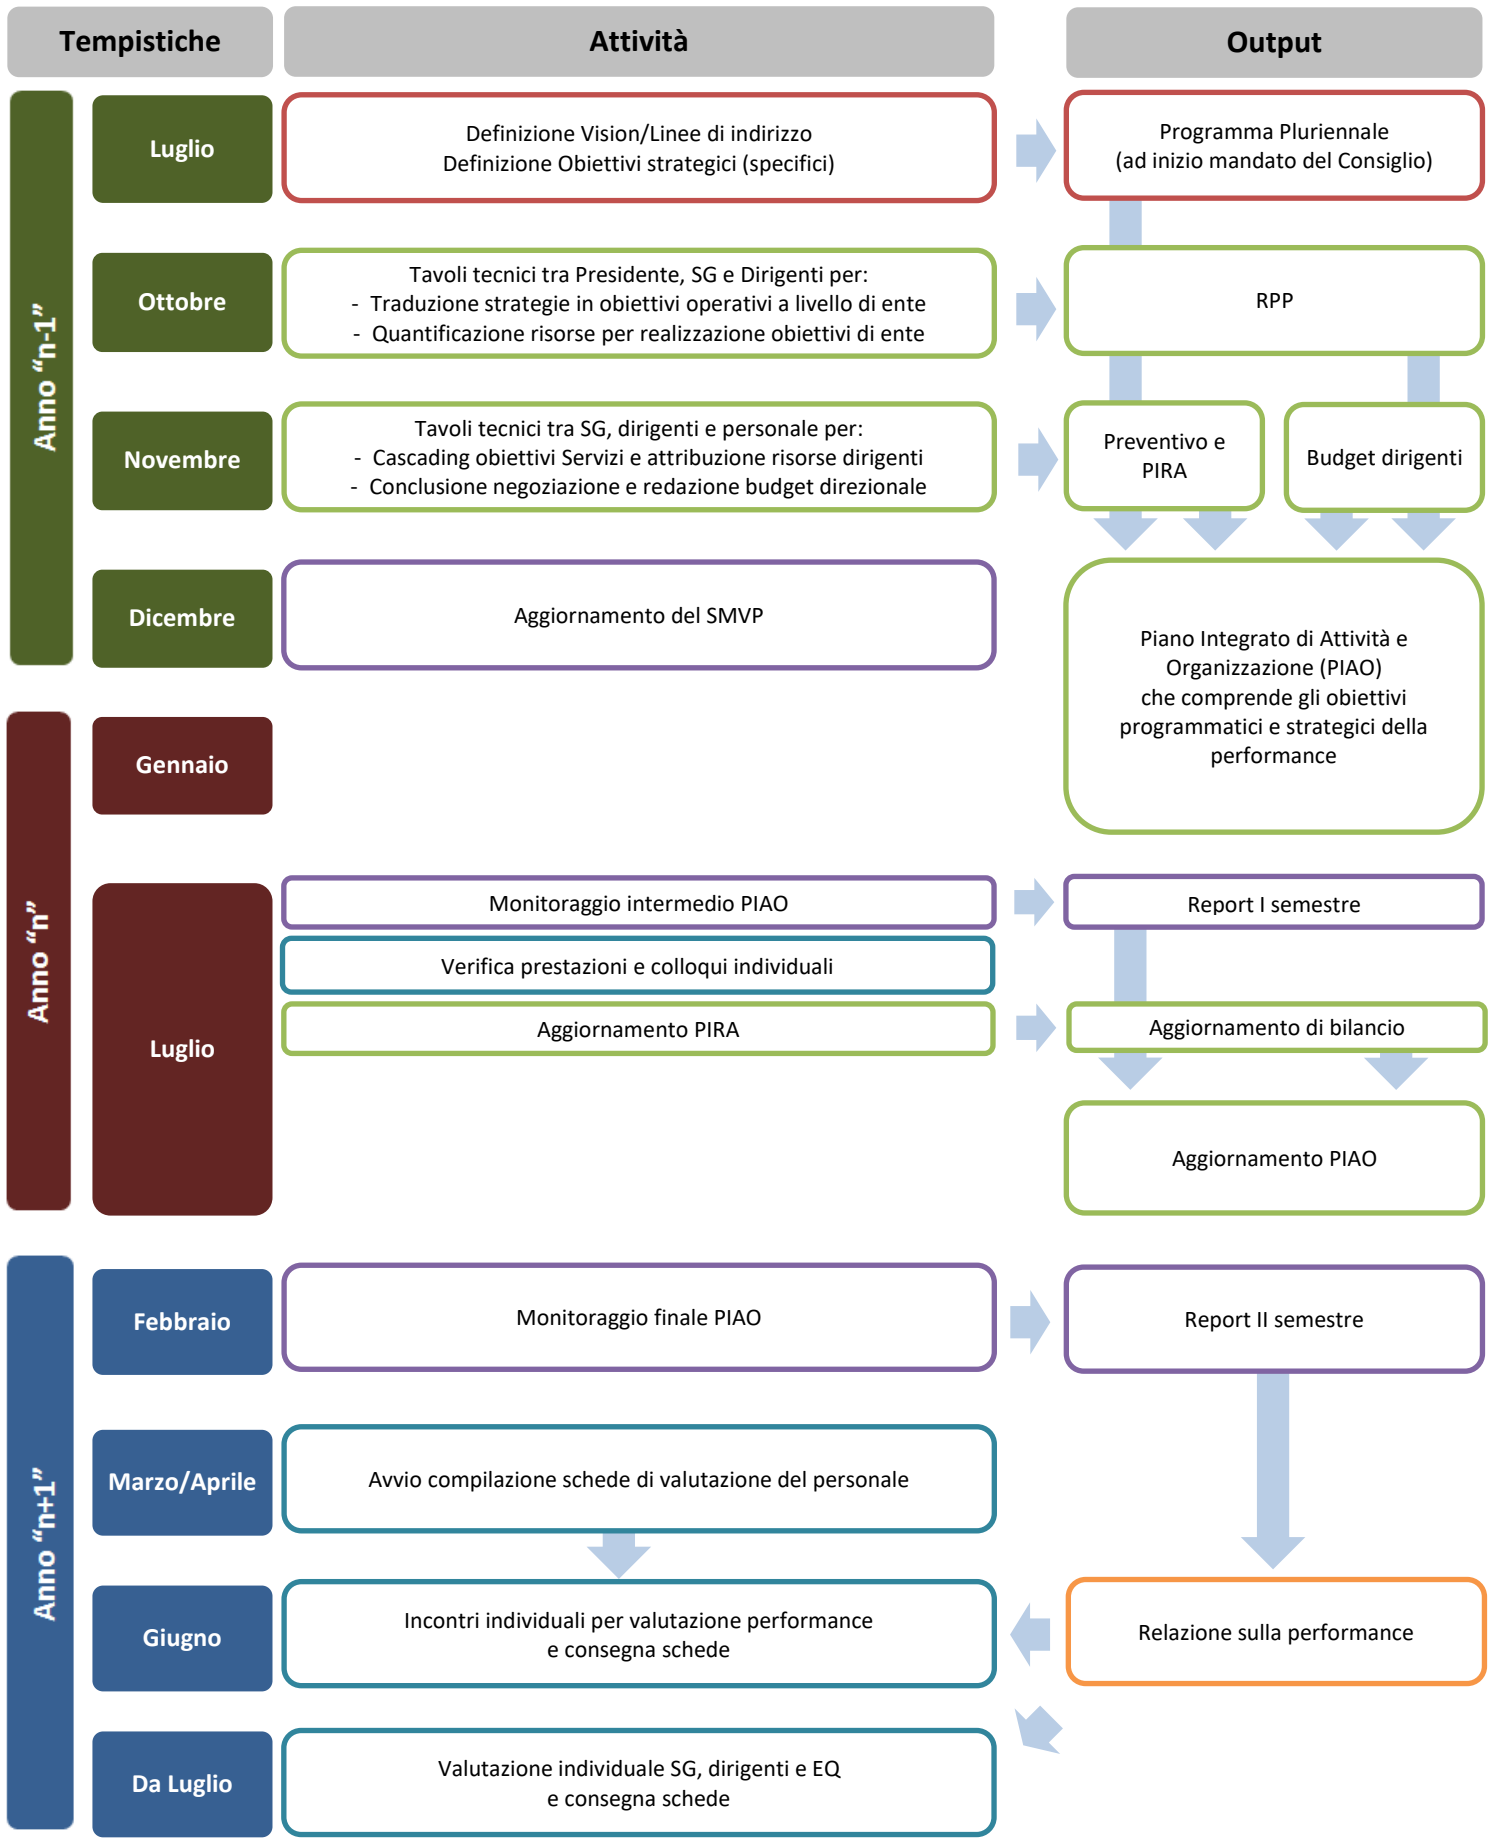 Tempistiche
Attività
Output
Anno “n-1”
Luglio
Definizione Vision/Linee di indirizzo
Definizione Obiettivi strategici (specifici)
Programma Pluriennale
(ad inizio mandato del Consiglio)
Ottobre
Tavoli tecnici tra Presidente, SG e Dirigenti per:
- Traduzione strategie in obiettivi operativi a livello di ente
- Quantificazione risorse per realizzazione obiettivi di ente
RPP
Novembre
Tavoli tecnici tra SG, dirigenti e personale per:
- Cascading obiettivi Servizi e attribuzione risorse dirigenti
- Conclusione negoziazione e redazione budget direzionale
Preventivo e
PIRA
Budget dirigenti
Dicembre
Aggiornamento del SMVP
Piano Integrato di Attività e
Organizzazione (PIAO)
che comprende gli obiettivi
programmatici e strategici della
performance
Anno “n”
Gennaio
Luglio
Monitoraggio intermedio PIAO
Report I semestre
Verifica prestazioni e colloqui individuali
Aggiornamento PIRA
Aggiornamento di bilancio
Aggiornamento PIAO
Anno “n+1”
Febbraio
Monitoraggio finale PIAO
Report II semestre
Marzo/Aprile
Avvio compilazione schede di valutazione del personale
Giugno
Incontri individuali per valutazione performance
e consegna schede
Relazione sulla performance
Da Luglio
Valutazione individuale SG, dirigenti e EQ
e consegna schede